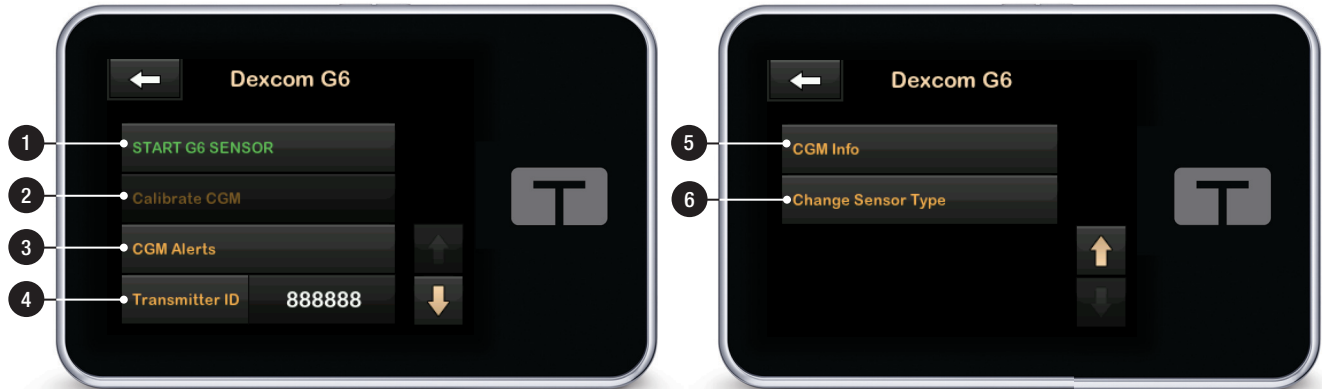 Dexcom G6
1
START G6 SENSOR
2
Calibrate CGM
3
CGM Alerts
4
Transmitter ID 888888
T
Dexcom G6
5
CGM Info
6
Change Sensor Type
T